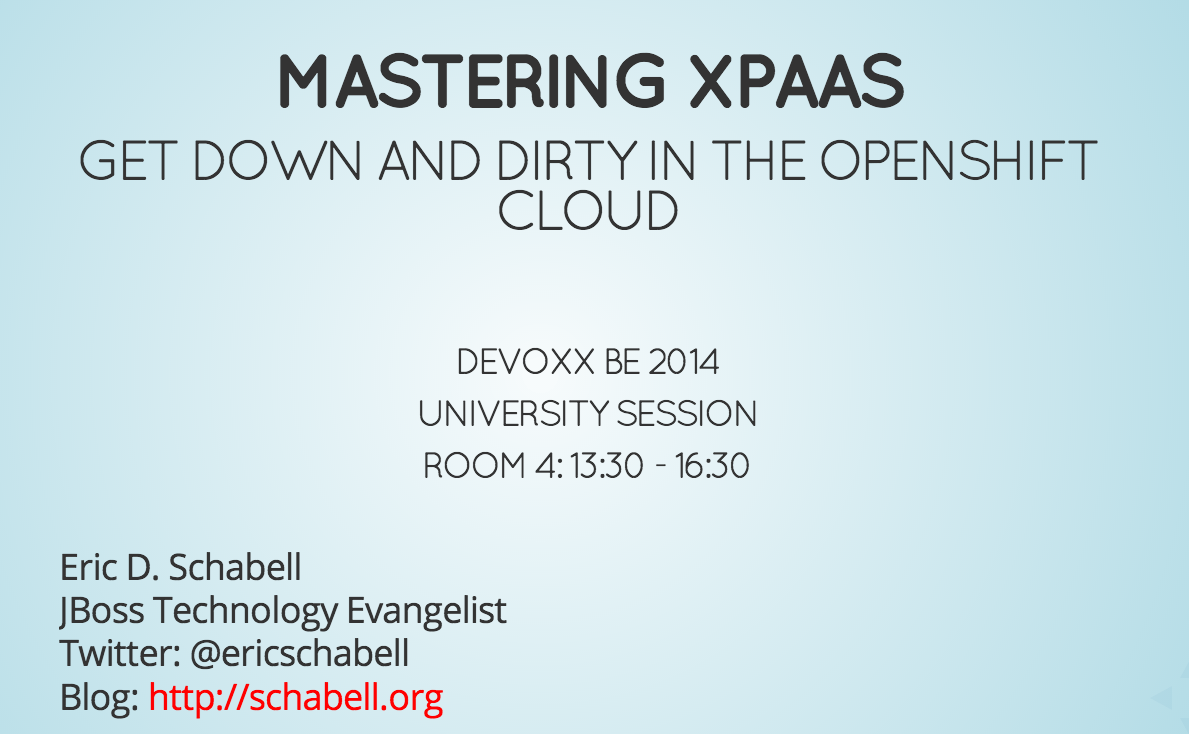 MASTERING XPAAS
GET DOWN AND DIRTY IN THE OPENSHIFT
CLOUD
DEVOXX BE 2014
UNIVERSITY SESSION
ROOM 4: 13:30 - 16:30
Eric D. Schabell
JBoss Technology Evangelist
Twitter: @ericschabell
Blog: http://schabell.org